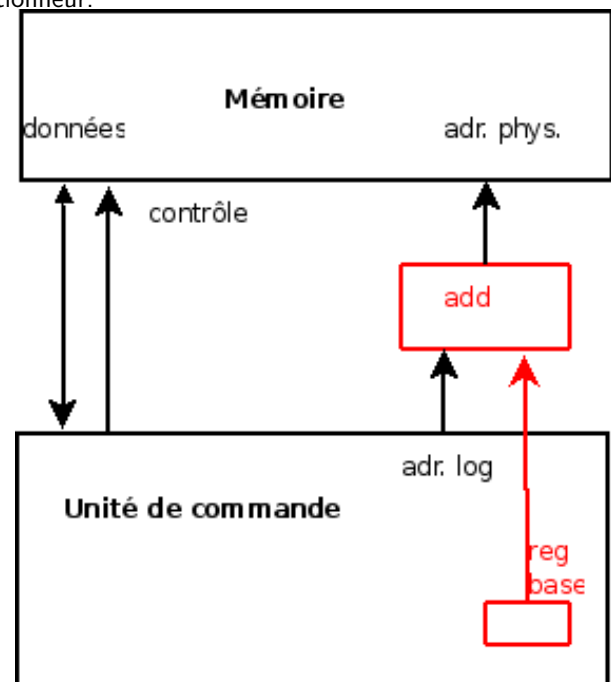 Mémoire
données
adr. phys.
contrôle
add
adr. log
Unité de commande
reg
base